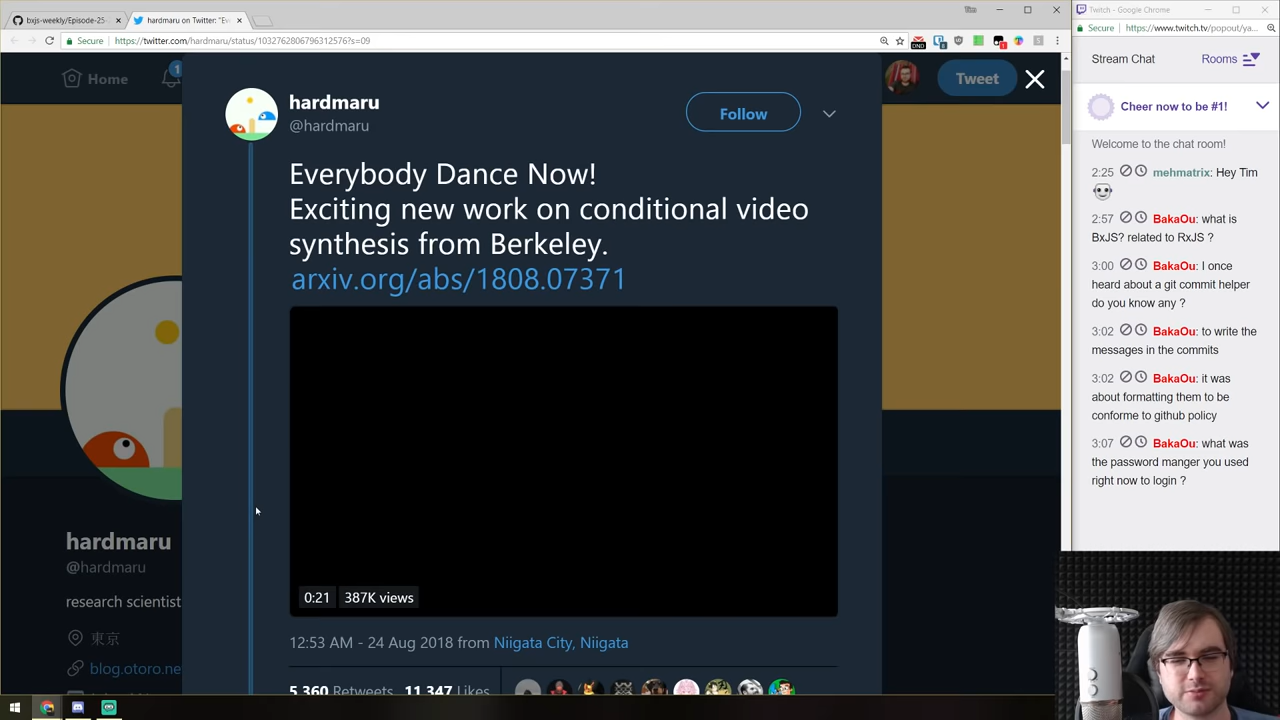 bxjs-weekly/Episode-25
hardmaru on Twitter: "Ev
Tim
Secure
https://twitter.com/hardmaru/status/1032762806796312576?s=09
DND
Home
1
Tweet
hardmaru
@hardmaru
Follow
Everybody Dance Now!
Exciting new work on conditional video
synthesis from Berkeley.
arxiv.org/abs/1808.07371
0:21
387K views
12:53 AM - 24 Aug 2018 from Niigata City, Niigata
5,360 Retweets 11,347 Likes
hardmaru
@hardmaru
research scientist
東京
blog.otoro.ne
Twitch - Google Chrome
Secure
https://www.twitch.tv/popout/ya...
Stream Chat
Rooms
Cheer now to be #1!
Welcome to the chat room!
2:25 mehmatrix: Hey Tim
2:57 BakaOu: what is
BxJS? related to RxJS ?
3:00 BakaOu: I once
heard about a git commit helper
do you know any ?
3:02 BakaOu: to write the
messages in the commits
3:02 BakaOu: it was
about formatting them to be
conforme to github policy
3:07 BakaOu: what was
the password manger you used
right now to login ?